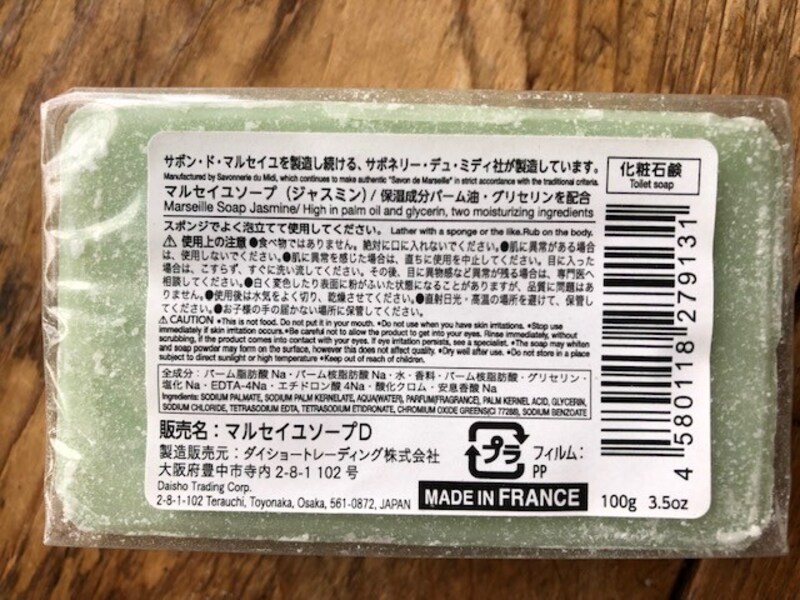 サボン・ド・マルセイユを製造し続ける、サボネリー・デュ・ミディ社が製造しています。
Manufactured by Savonnerie du Midi, which continues to make authentic "Savon de Marseille" in strict accordance with the traditional criteria.
化粧石鹸
Toilet soap
マルセイユソープ（ジャスミン）/ 保湿成分パーム油・グリセリンを配合
Marseille Soap Jasmine/ High in palm oil and glycerin, two moisturizing ingredients
スポンジでよく泡立てて使用してください。 Lather with a sponge or the like.Rub on the body.
⚠ 使用上の注意 ●食べ物ではありません。絶対に口に入れないでください。●肌に異常がある場合
は、使用しないでください。●肌に異常を感じた場合は、直ちに使用を中止してください。目に入った
場合は、こすらず、すぐに洗い流してください。その後、目に異物感など異常が残る場合は、専門医へ
相談してください。●白く変色したり表面に粉がふいた状態になることがありますが、品質に問題はあ
りません。●使用後は水気をよく切り、乾燥させてください。●直射日光・高温の場所を避けて、保管し
てください。●お子様の手の届かない場所に保管してください。
⚠ CAUTION •This is not food. Do not put it in your mouth. •Do not use when you have skin irritations. •Stop use
immediately if skin irritation occurs. •Be careful not to allow the product to get into your eyes. Rinse immediately, without
scrubbing, if the product comes into contact with your eyes. If eye irritation persists, see a specialist. •The soap may whiten
and soap powder may form on the surface, however this does not affect quality. •Dry well after use. •Do not store in a place
subject to direct sunlight or high temperature •Keep out of reach of children.
全成分：パーム脂肪酸 Na・パーム核脂肪酸 Na・水・香料・パーム核脂肪酸・グリセリン・
塩化 Na・EDTA-4Na・エチドロン酸 4Na・酸化クロム・安息香酸 Na
Ingredients: SODIUM PALMATE, SODIUM PALM KERNELATE, AQUA(WATER), PARFUM(FRAGRANCE), PALM KERNEL ACID, GLYCERIN,
SODIUM CHLORIDE, TETRASODIUM EDTA, TETRASODIUM ETIDRONATE, CHROMIUM OXIDE GREENS(CI 77288), SODIUM BENZOATE
販売名：マルセイユソープD
製造販売元：ダイショートレーディング株式会社
大阪府豊中市寺内 2-8-1 102 号
Daisho Trading Corp.
2-8-1-102 Terauchi, Toyonaka, Osaka, 561-0872, JAPAN
プラ
フィルム：
PP
MADE IN FRANCE
100g 3.5oz
4 580118 279131